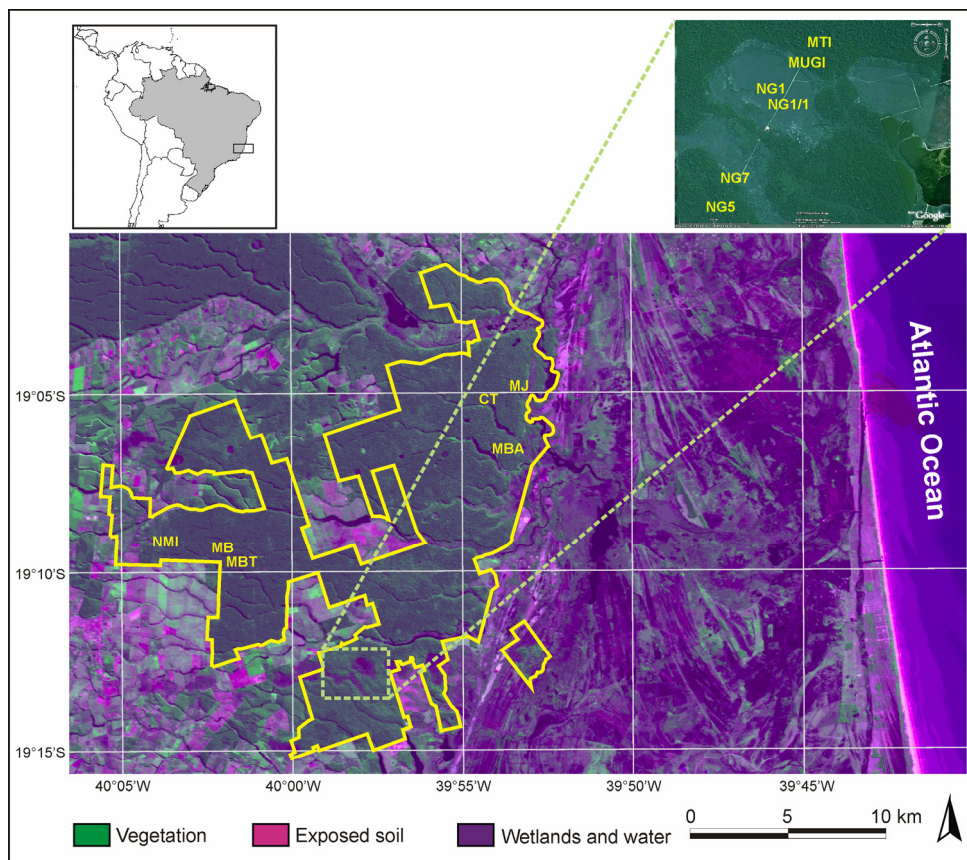 MTI
MUGI
NG1
NG1/1
NG7
NG5
Google
Atlantic Ocean
19°05'S
MJ
CT
MBA
NMI
MB
MBT
19°10'S
19°15'S
40°05'W
40°00'W
39°55'W
39°50'W
39°45'W
Vegetation
Exposed soil
Wetlands and water
0 5 10 km